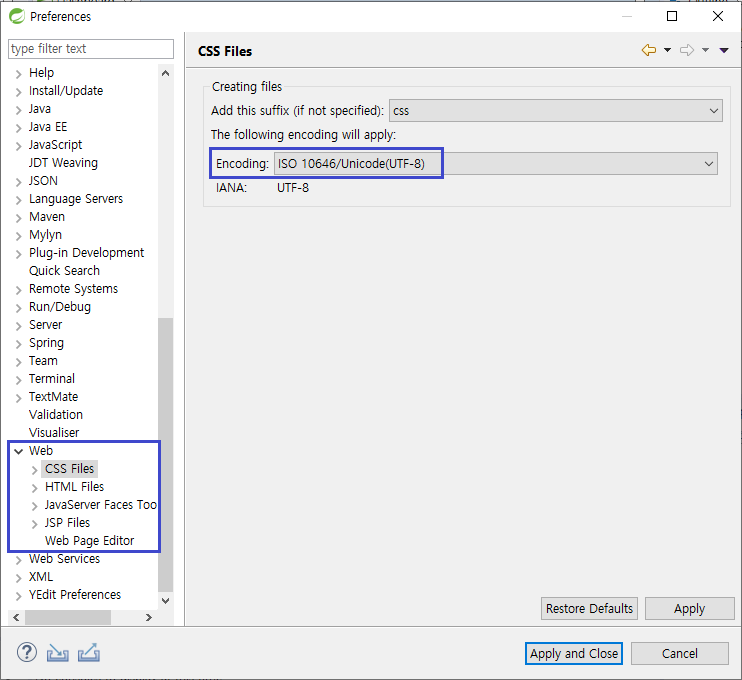 Preferences
type filter text
Help
Install/Update
Java
Java EE
JavaScript
JDT Weaving
JSON
Language Servers
Maven
Mylyn
Plug-in Development
Quick Search
Remote Systems
Run/Debug
Server
Spring
Team
Terminal
TextMate
Validation
Visualiser
Web
CSS Files
HTML Files
JavaServer Faces Too
JSP Files
Web Page Editor
Web Services
XML
YEdit Preferences
CSS Files
Creating files
Add this suffix (if not specified): css
The following encoding will apply:
Encoding: ISO 10646/Unicode(UTF-8)
IANA: UTF-8
Restore Defaults Apply
Apply and Close Cancel